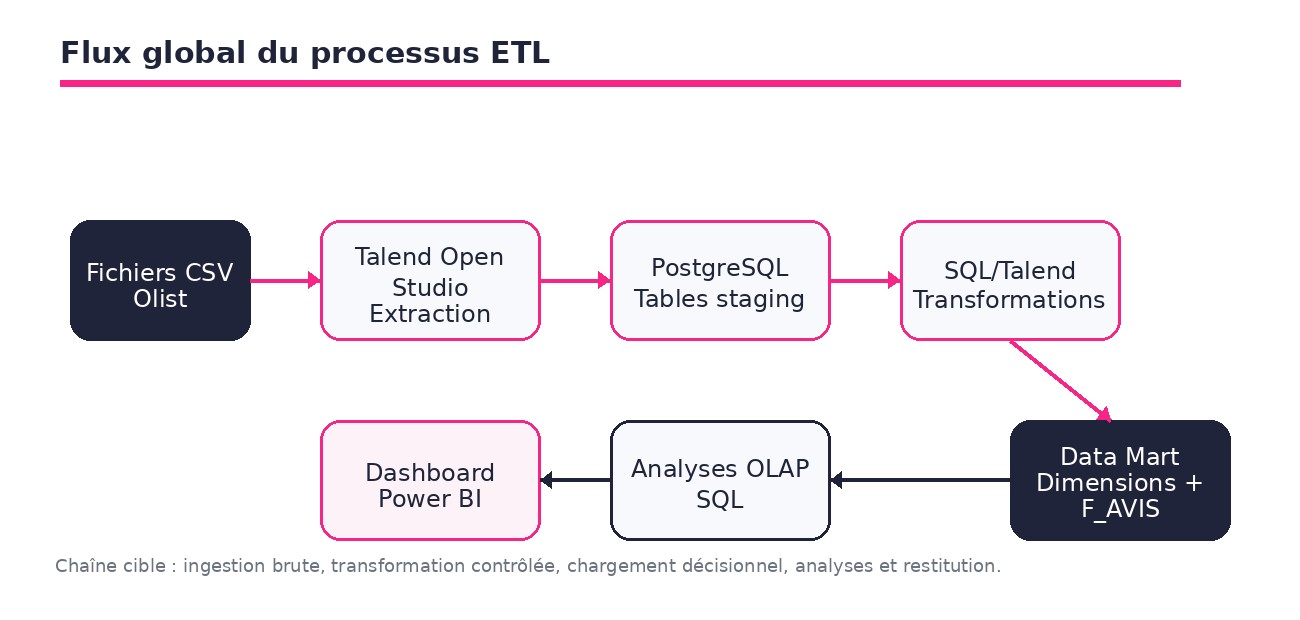 Flux global du processus ETL
Fichiers CSV
Olist
Talend Open
Studio
Extraction
PostgreSQL
Tables staging
SQL/Talend
Transformations
Data Mart
Dimensions +
F_AVIS
Analyses OLAP
SQL
Dashboard
Power BI
Chaîne cible : ingestion brute, transformation contrôlée, chargement décisionnel, analyses et restitution.